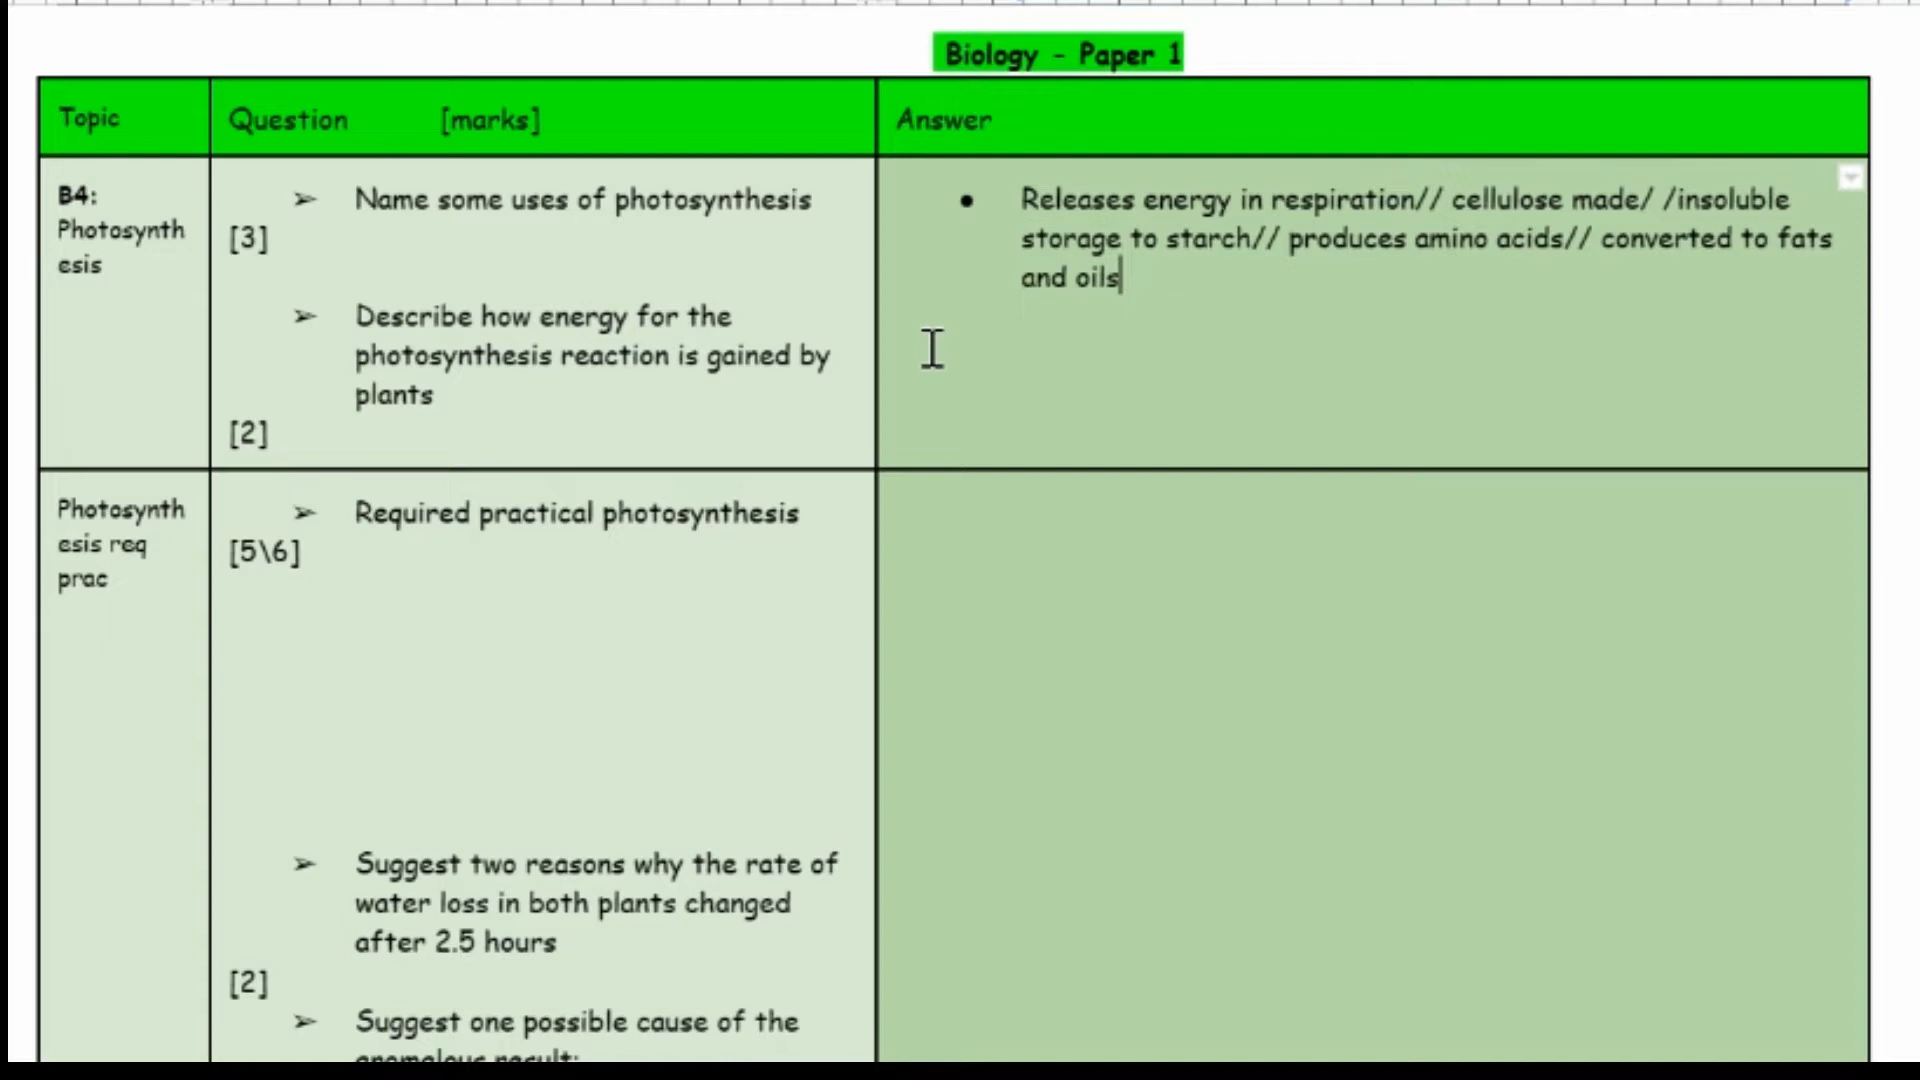 Biology - Paper 1
Topic
Question [marks]
Answer
B4:
Photosynth
esis
➢ Name some uses of photosynthesis
[3]
➢ Describe how energy for the
photosynthesis reaction is gained by
plants
[2]
● Releases energy in respiration// cellulose made/ /insoluble
storage to starch// produces amino acids// converted to fats
and oils
Photosynth
esis req
prac
➢ Required practical photosynthesis
[5\6]
➢ Suggest two reasons why the rate of
water loss in both plants changed
after 2.5 hours
[2]
➢ Suggest one possible cause of the
anomalous result: